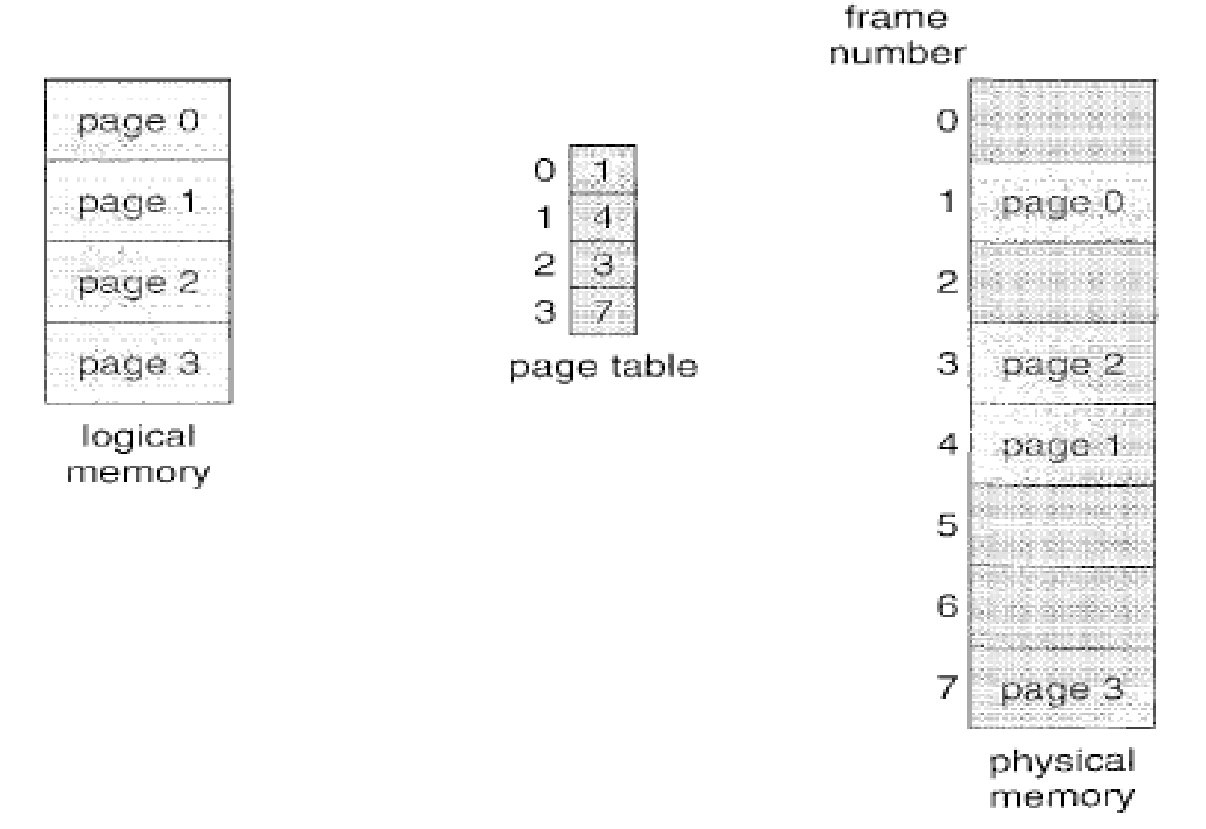 page 0
page 1
page 2
page 3
logical
memory
0 1
1 4
2 3
3 7
page table
frame
number
0
1 page 0
2
3 page 2
4 page 1
5
6
7 page 3
physical
memory